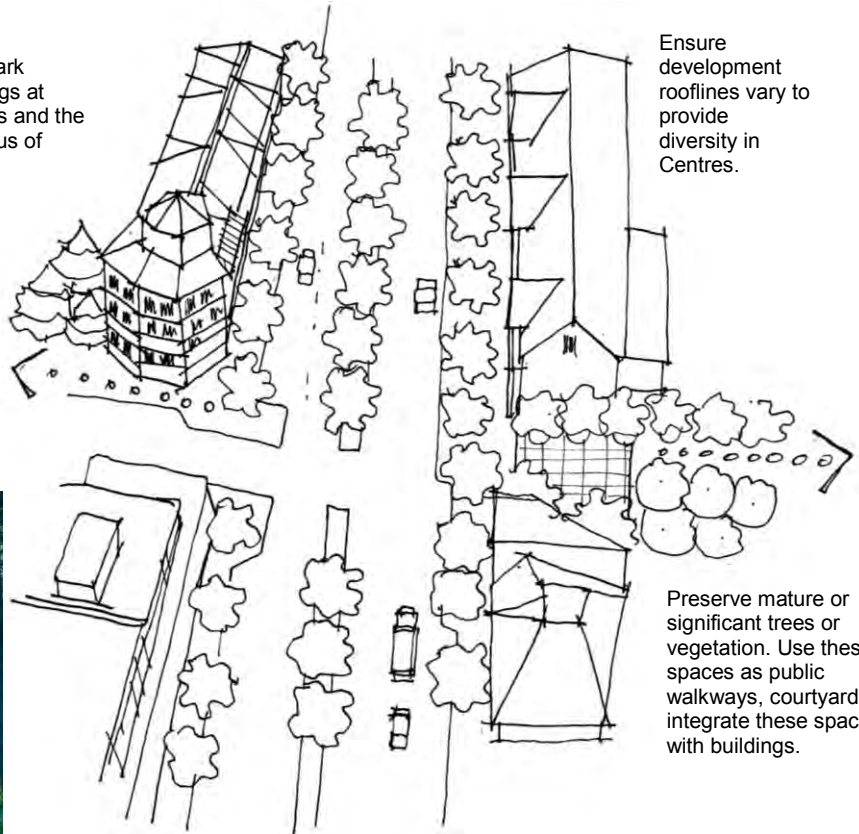 ark
gs at
s and the
us of
Ensure
development
rooflines vary to
provide
diversity in
Centres.
Preserve mature or
significant trees or
vegetation. Use thes
spaces as public
walkways, courtyard
integrate these spac
with buildings.